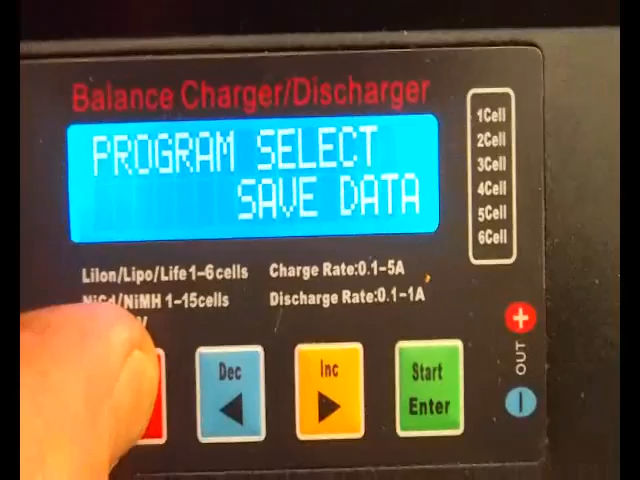 Balance Charger/Discharger
PROGRAM SELECT
SAVE DATA
1Cell
2Cell
3Cell
4Cell
5Cell
6Cell
LiIon/Lipo/Life 1-6cells
Charge Rate:0.1-5A
NiCd/NiMH 1-15cells
Discharge Rate:0.1-1A
Dec
Inc
Start
Enter
OUT